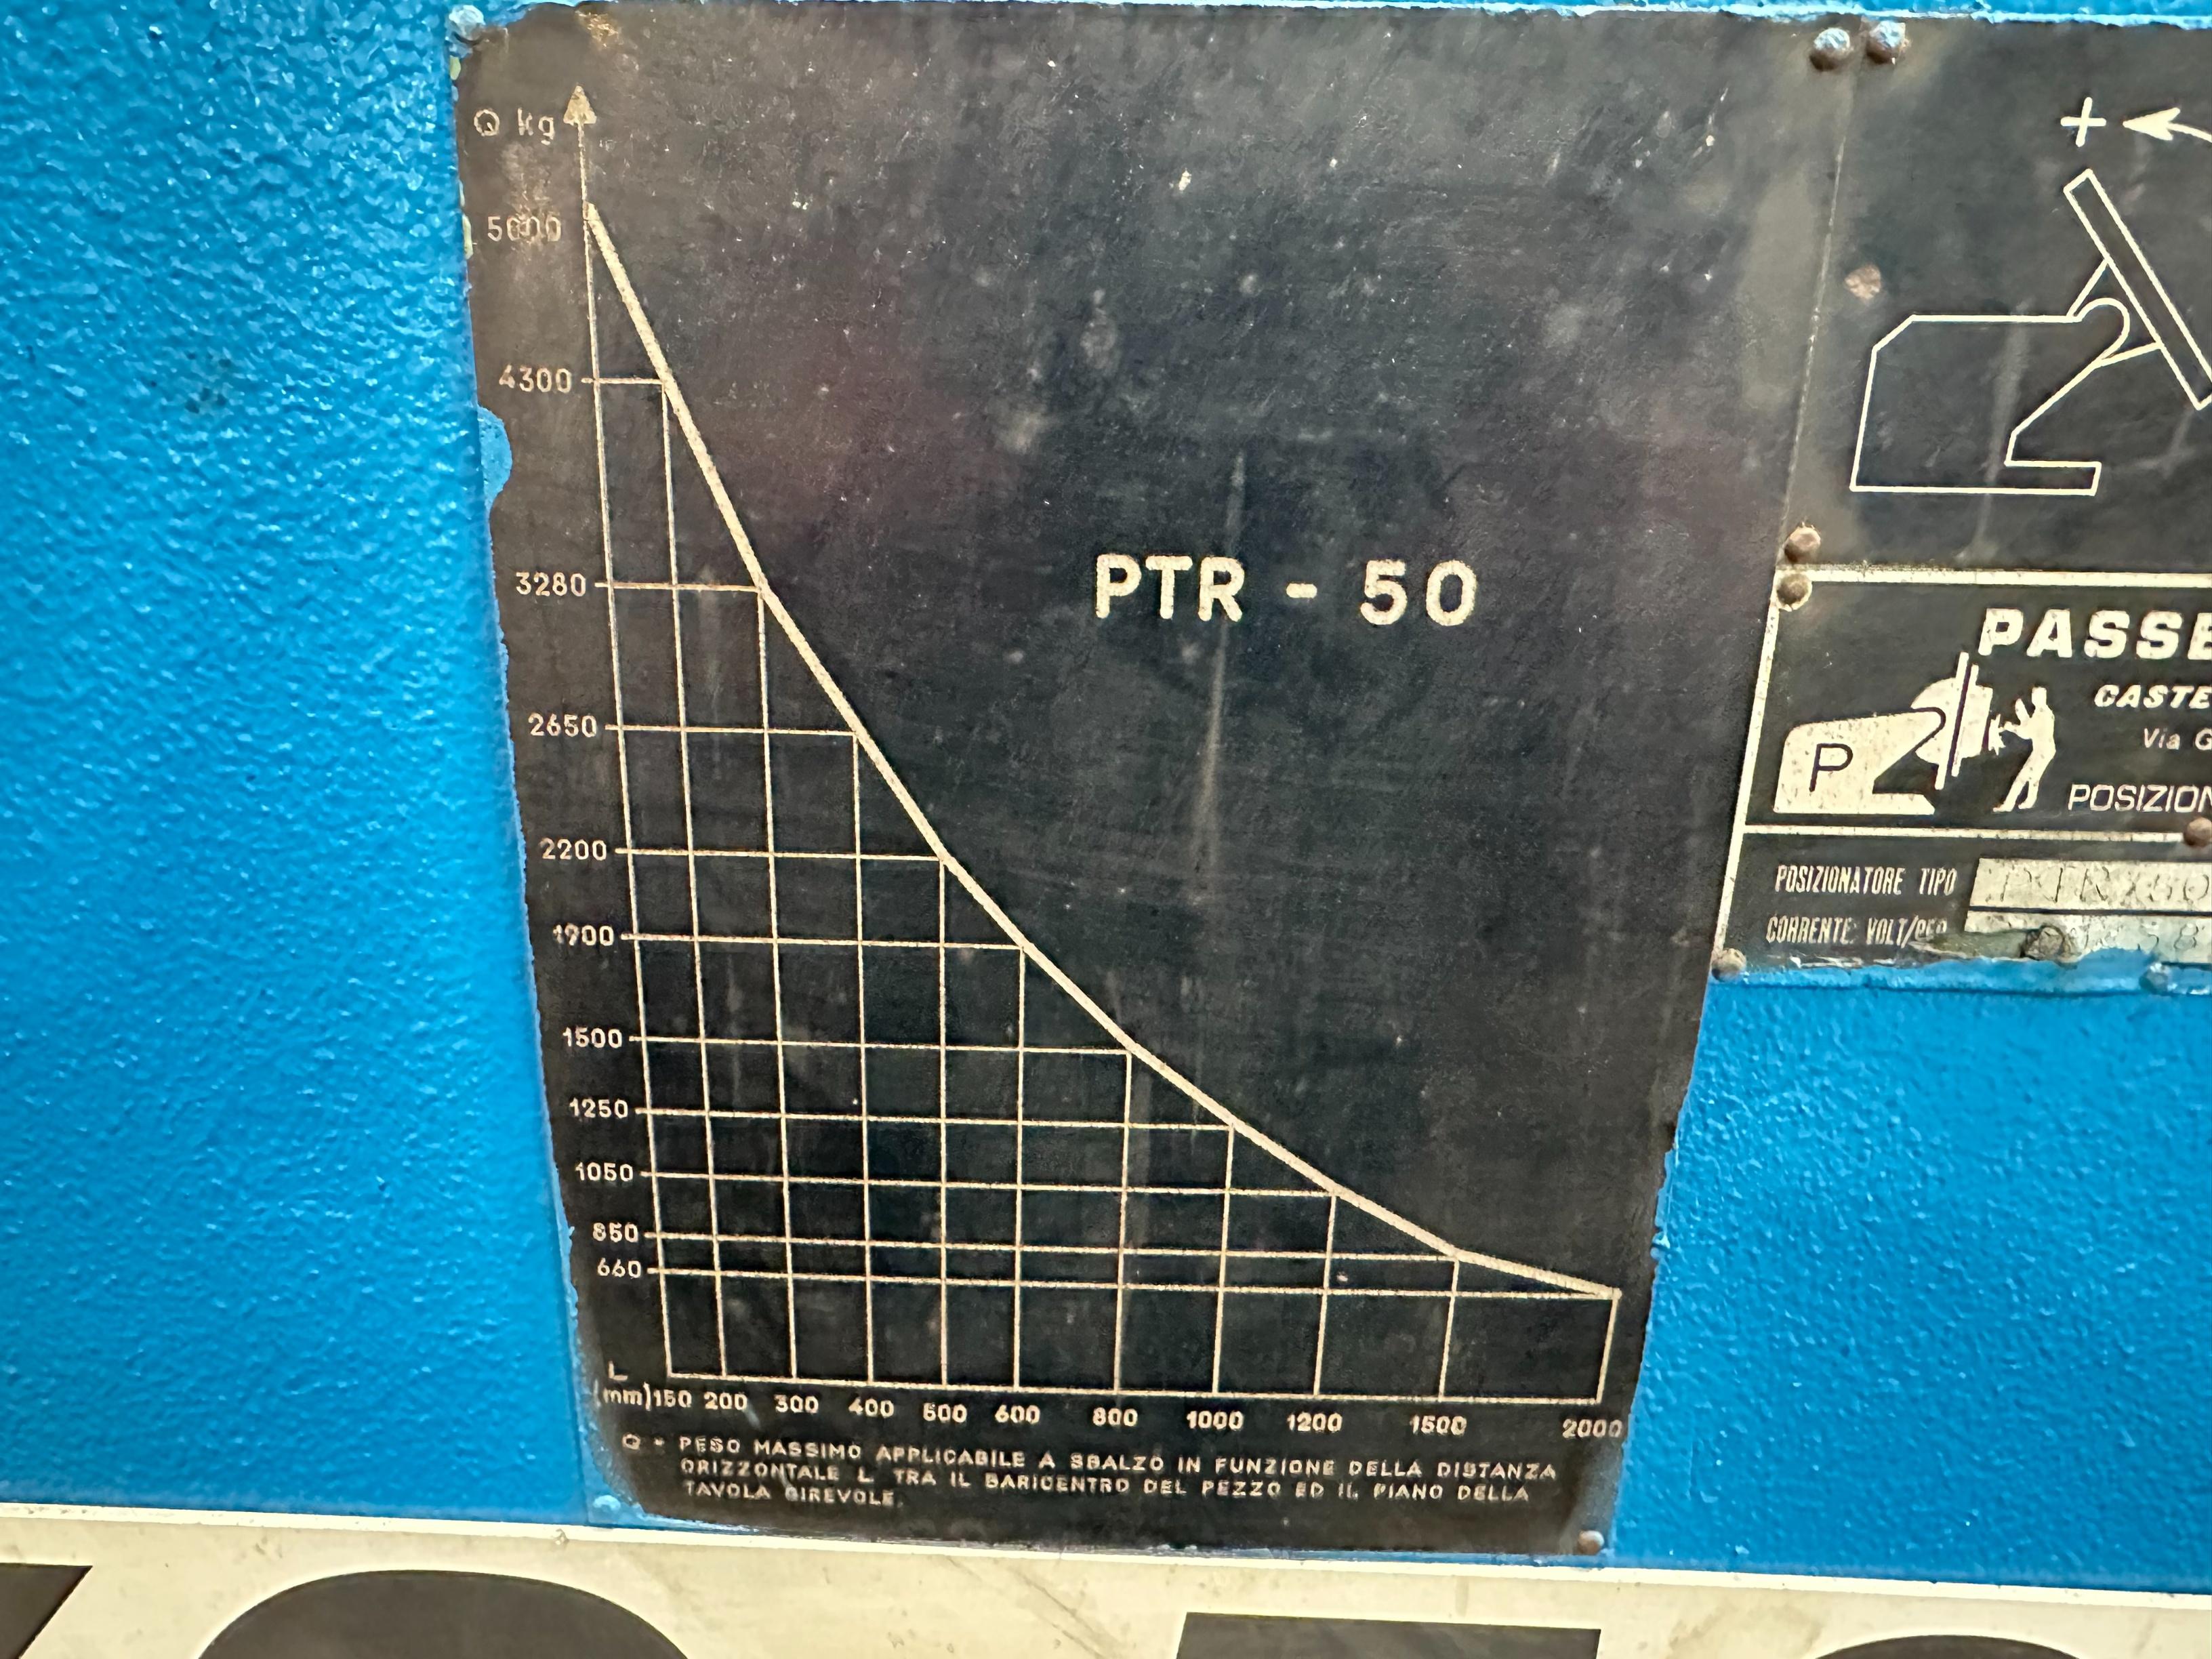 Q kg
5000
4300
3280
2650
2200
1900
1500
1250
1050
850
660
L
(mm) 150 200 300 400 500 600 800 1000 1200 1500 2000
PTR - 50
Q = PESO MASSIMO APPLICABILE A SBALZO IN FUNZIONE DELLA DISTANZA
ORIZZONTALE L TRA IL BARICENTRO DEL PEZZO ED IL PIANO DELLA
TAVOLA GIREVOLE.
+
PASSE
CASTE
Via G
P
POSIZION
POSIZIONATORE TIPO
CORRENTE VOLT/PER